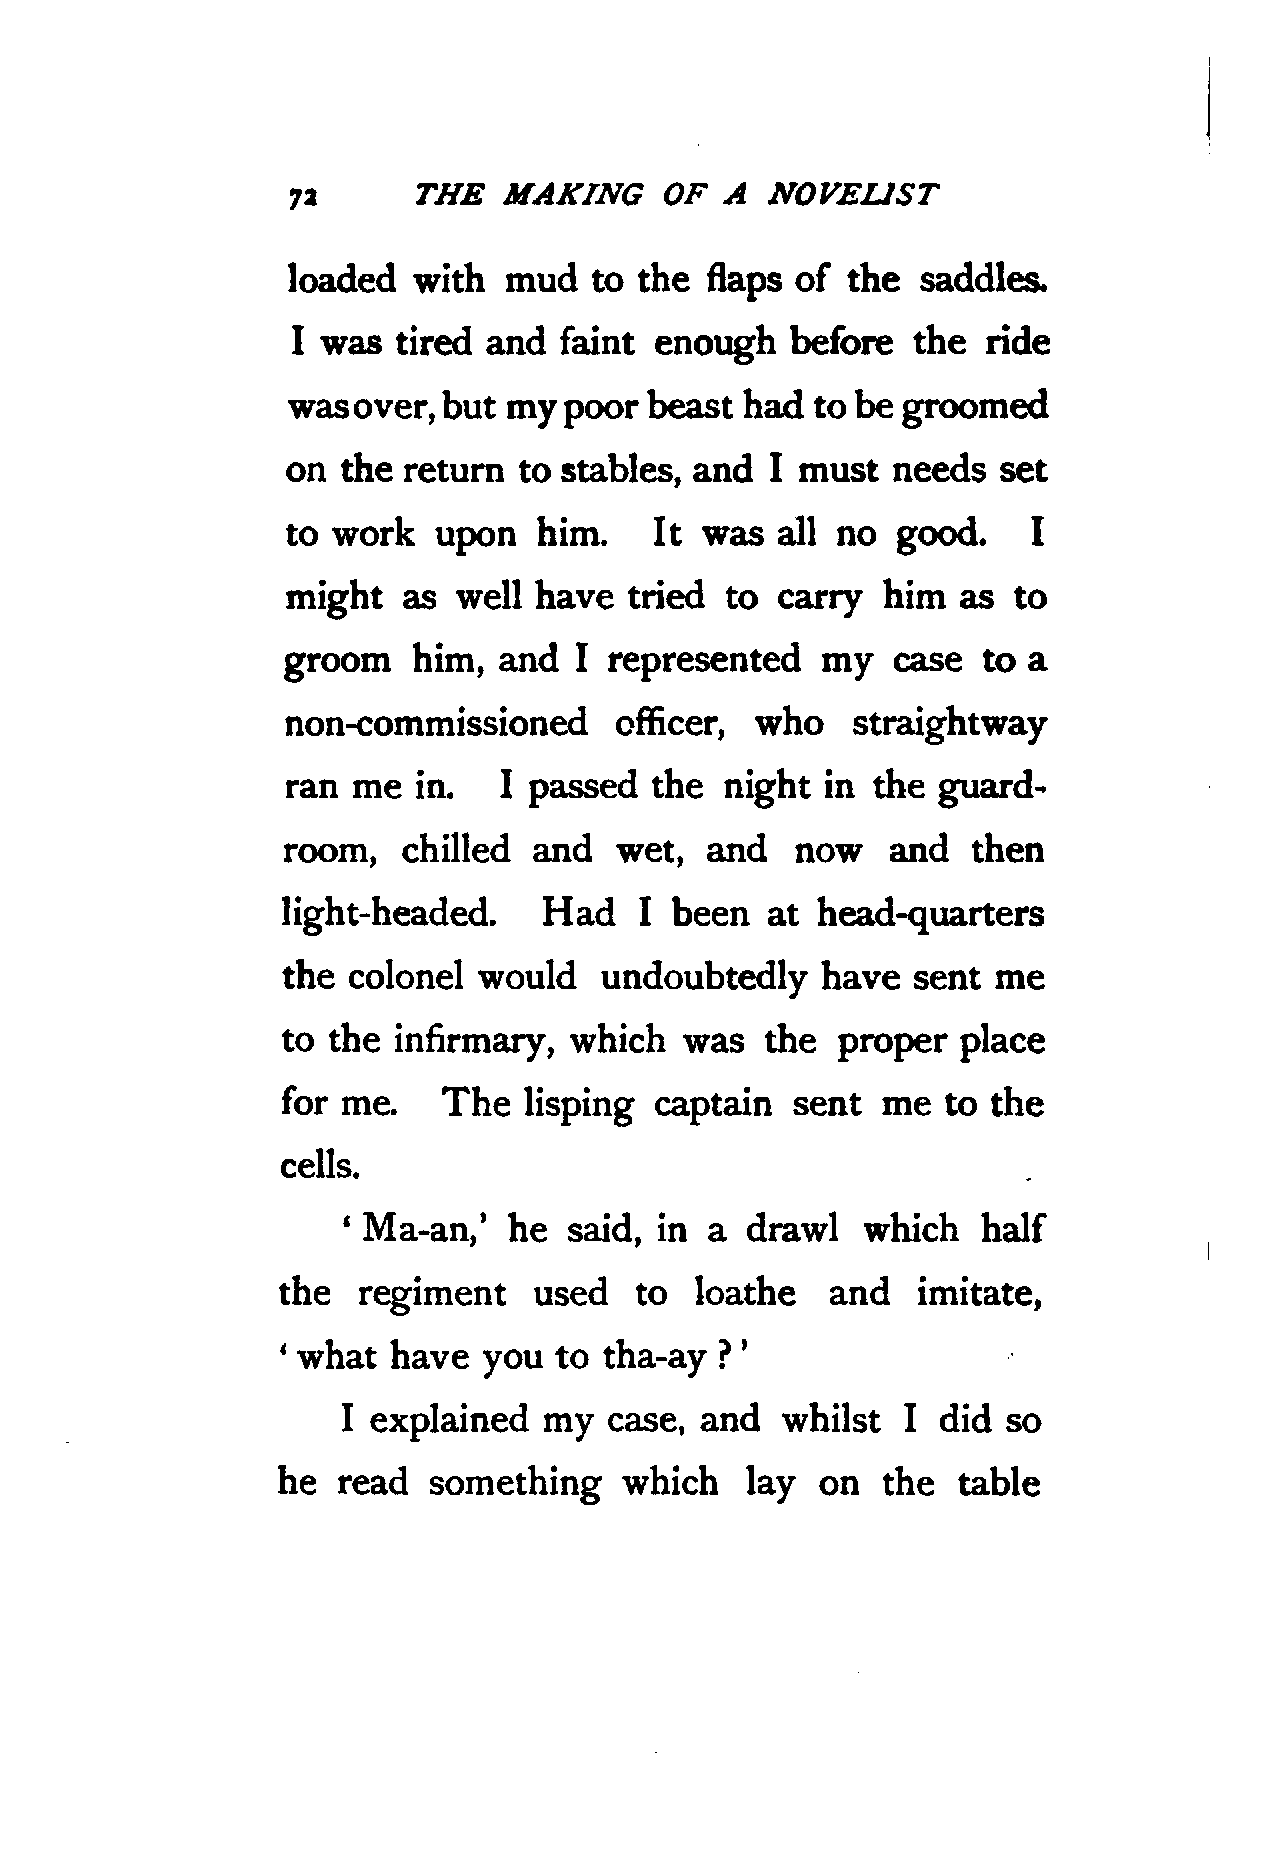 72 THE MAKING OF A NOVELIST
loaded with mud to the flaps of the saddles.
I was tired and faint enough before the ride
was over, but my poor beast had to be groomed
on the return to stables, and I must needs set
to work upon him. It was all no good. I
might as well have tried to carry him as to
groom him, and I represented my case to a
non-commissioned officer, who straightway
ran me in. I passed the night in the guard-
room, chilled and wet, and now and then
light-headed. Had I been at head-quarters
the colonel would undoubtedly have sent me
to the infirmary, which was the proper place
for me. The lisping captain sent me to the
cells.
‘ Ma-an,’ he said, in a drawl which half
the regiment used to loathe and imitate,
‘ what have you to tha-ay ? ’
I explained my case, and whilst I did so
he read something which lay on the table